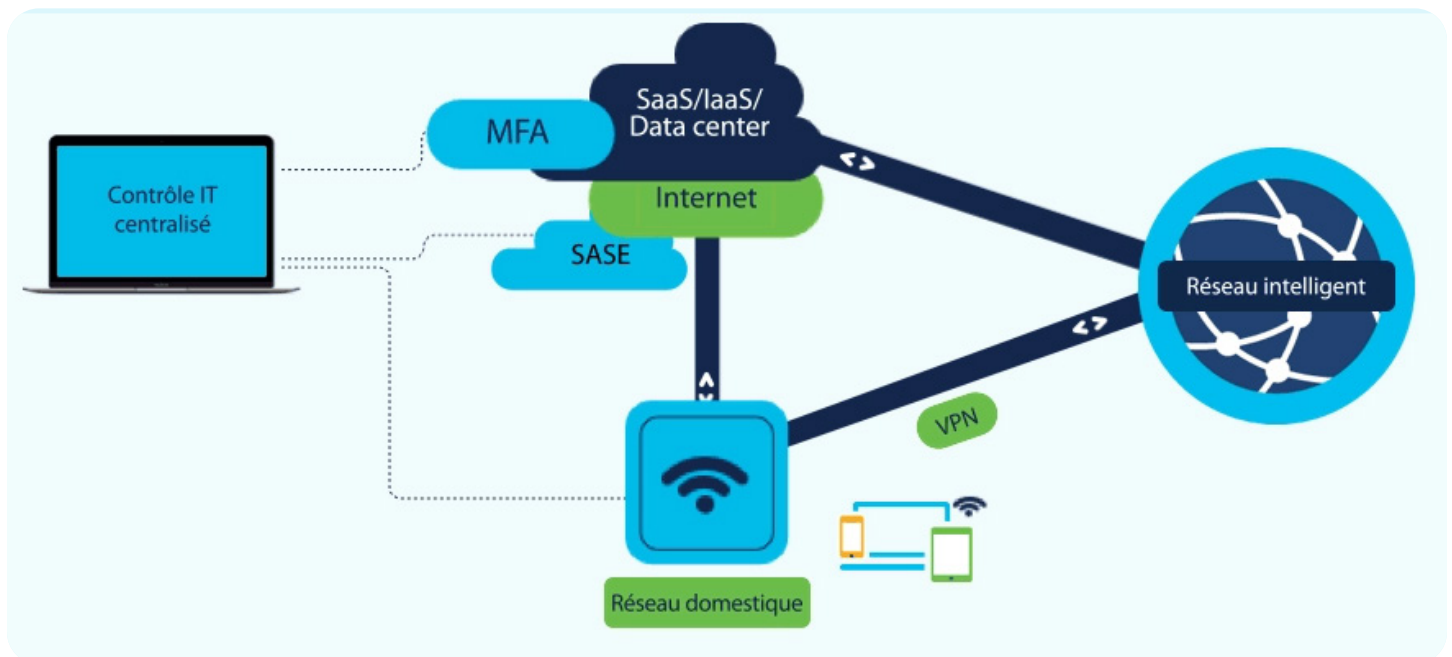 SaaS/IaaS/
Data center
MFA
Contrôle IT
centralisé
Internet
SASE
Réseau intelligent
VPN
Réseau domestique